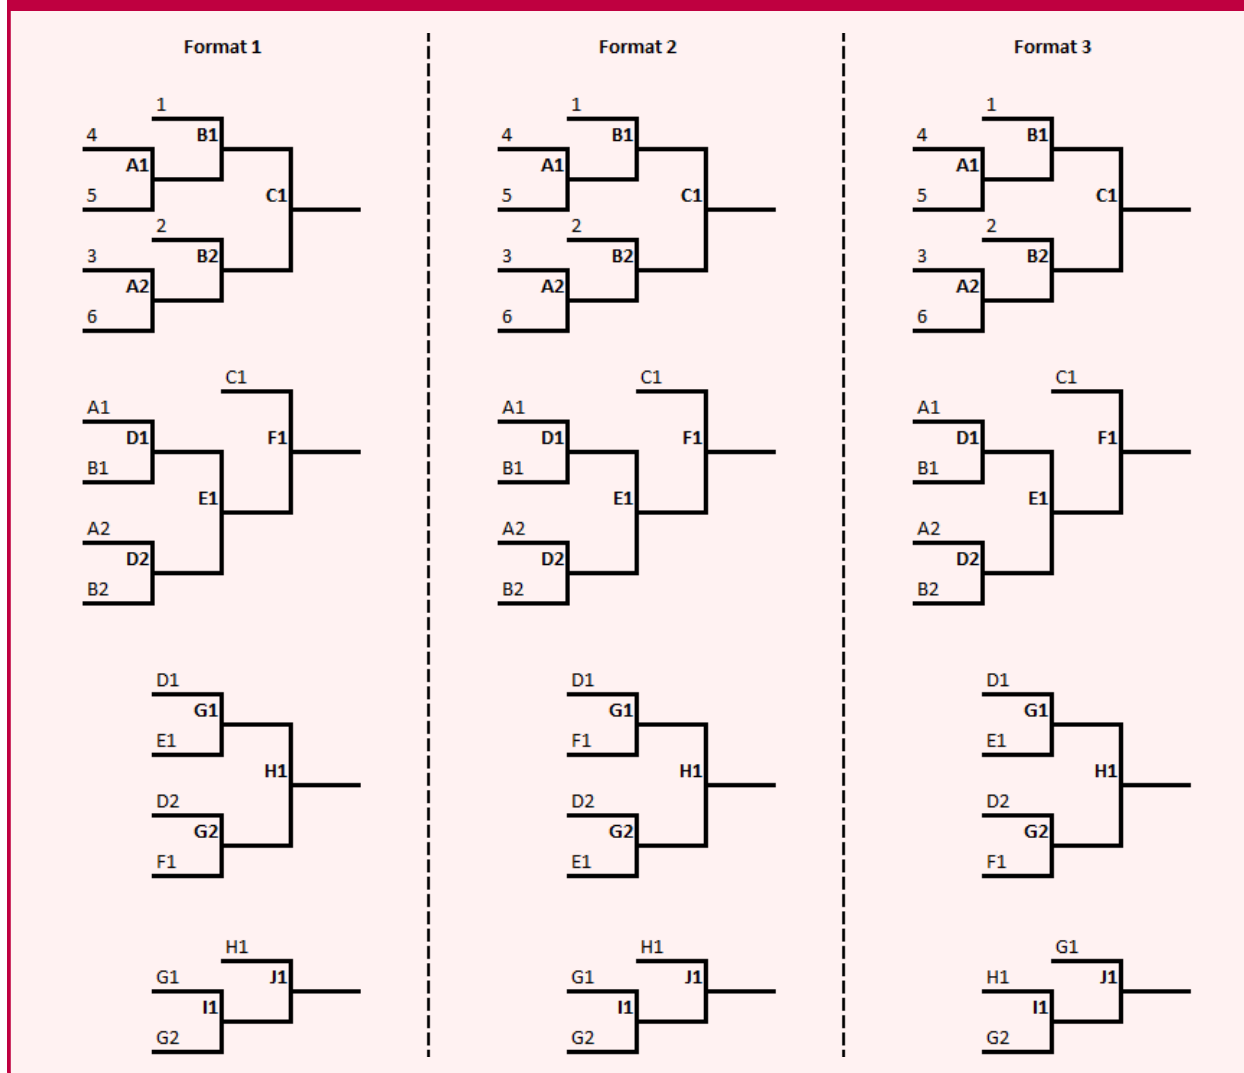 Format 1 Format 2 Format 3
1 1 1
4 B1 4 B1 4 B1
A1 A1 A1
5 C1 5 C1 5 C1
2 2 2
3 B2 3 B2 3 B2
A2 A2 A2
6 6 6
C1 C1 C1
A1 A1 A1
D1 F1 D1 F1 D1 F1
B1 B1 B1
E1 E1 E1
A2 A2 A2
D2 D2 D2
B2 B2 B2
D1 D1 D1
G1 G1 G1
E1 F1 E1
H1 H1 H1
D2 D2 D2
G2 G2 G2
F1 E1 F1
H1 H1 G1
G1 J1 G1 J1 H1 J1
I1 I1 I1
G2 G2 G2